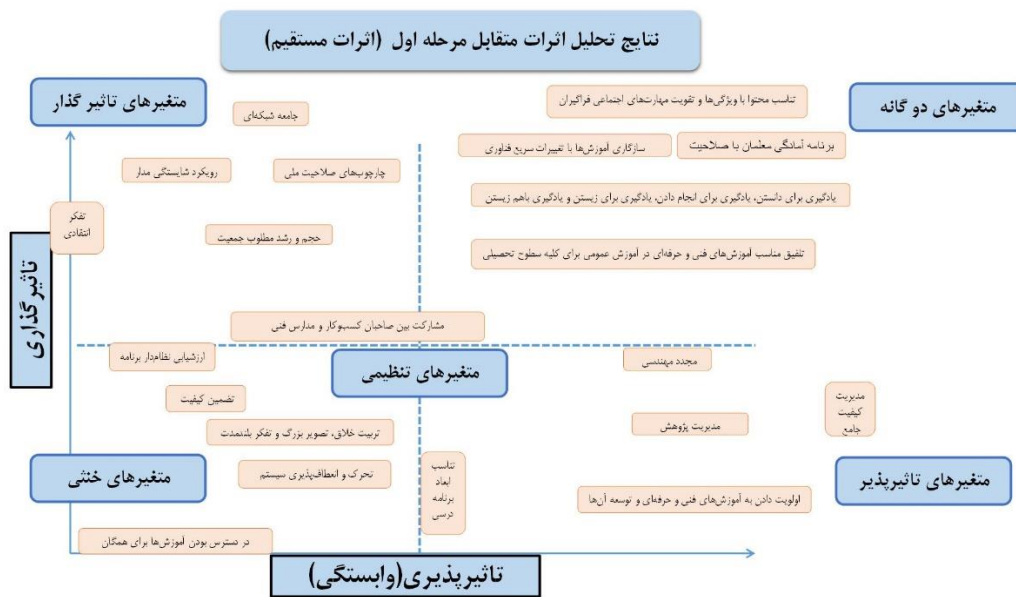 نتایج تحلیل اثرات متقابل مرحله اول (اثرات مستقیم)
متغیرهای دو گانه
متغیرهای تاثیر گذار
تناسب محتوا با ویژگی‌ها و تقویت مهارت‌های اجتماعی فراگیران
جامعه شبکه‌ای
برنامه آمادگی معلمان با صلاحیت
سازگاری آموزش‌ها با تغییرات سریع فناوری
چارچوب‌های صلاحیت ملی
رویکرد شایستگی مدار
یادگیری برای دانستن، یادگیری برای انجام دادن، یادگیری برای زیستن و یادگیری باهم زیستن
تفکر
انتقادی
حجم و رشد مطلوب جمعیت
تلفیق مناسب آموزش‌های فنی و حرفه‌ای در آموزش عمومی برای کلیه سطوح تحصیلی
تاثیرگذاری
مشارکت بین صاحبان کسب‌وکار و مدارس فنی
ارزشیابی نظام‌دار برنامه
مجدد مهندسی
متغیرهای تنظیمی
تضمین کیفیت
مدیریت
کیفیت
جامع
مدیریت پژوهش
تربیت خلاق، تصویر بزرگ و تفکر بلندمدت
متغیرهای تاثیرپذیر
تناسب
ابعاد
برنامه
درسی
تحرک و انعطاف‌پذیری سیستم
متغیرهای خنثی
اولویت دادن به آموزش‌های فنی و حرفه‌ای و توسعه آن‌ها
در دسترس بودن آموزش‌ها برای همگان
تاثیرپذیری(وابستگی)